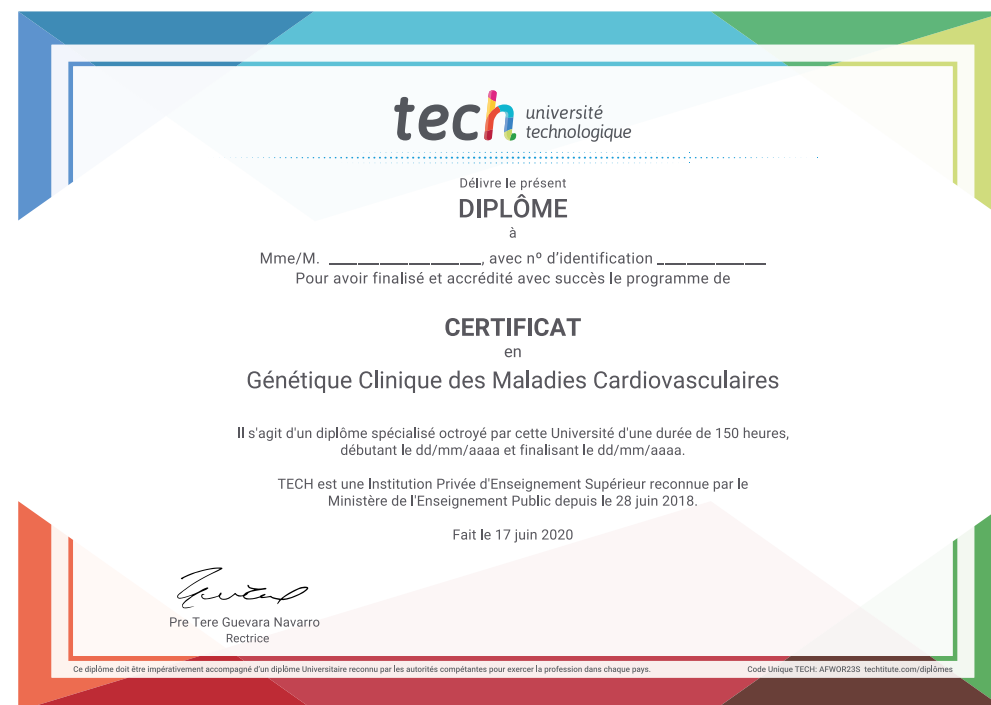 tech université
technologique
Délivre le présent
DIPLÔME
à
Mme/M. ____________________, avec nº d'identification ______________
Pour avoir finalisé et accrédité avec succès le programme de
CERTIFICAT
en
Génétique Clinique des Maladies Cardiovasculaires
Il s'agit d'un diplôme spécialisé octroyé par cette Université d'une durée de 150 heures,
débutant le dd/mm/aaaa et finalisant le dd/mm/aaaa.
TECH est une Institution Privée d'Enseignement Supérieur reconnue par le
Ministère de l'Enseignement Public depuis le 28 juin 2018.
Fait le 17 juin 2020
Pre Tere Guevara Navarro
Rectrice
Ce diplôme doit être impérativement accompagné d'un diplôme Universitaire reconnu par les autorités compétantes pour exercer la profession dans chaque pays.
Code Unique TECH: AFWOR23S techtitute.com/diplômes